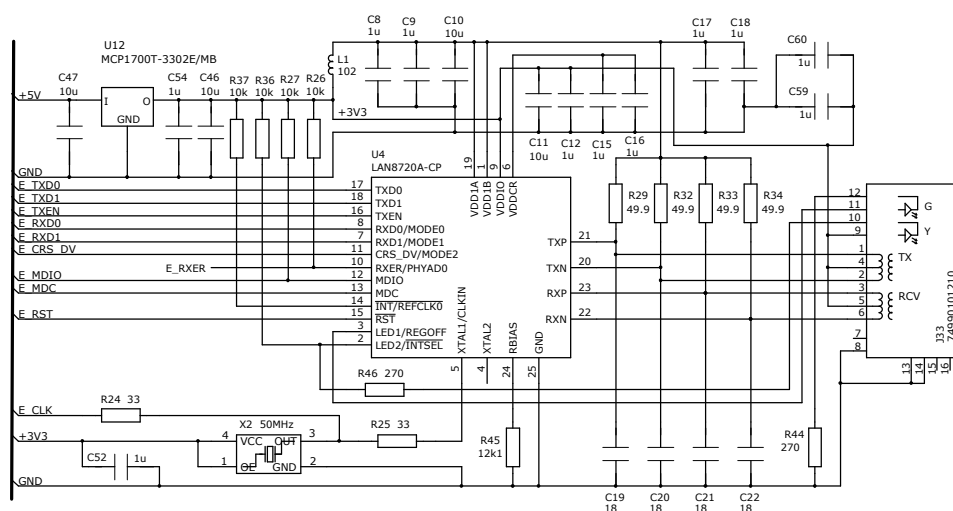 C8
1u
C9
1u
C10
10u
C17
1u
C18
1u
C60
1u
U12
MCP1700T-3302E/MB
L1
102
C47
10u
C54
1u
C46
10u
R37
10k
R36
10k
R27
10k
R26
10k
C59
1u
+5V
I
O
GND
+3V3
C11
10u
C12
1u
C15
1u
C16
1u
U4
LAN8720A-CP
19
1
9
6
VDD1A
VDD1B
VDDIO
VDDCR
GND
E_TXD0
17
TXD0
E_TXD1
18
TXD1
E_TXEN
16
TXEN
E_RXD0
8
RXD0/MODE0
E_RXD1
7
RXD1/MODE1
E_CRS_DV
11
CRS_DV/MODE2
E_RXER
10
RXER/PHYAD0
E_MDIO
12
MDIO
E_MDC
13
MDC
14
INT/REFCLK0
E_RST
15
RST
3
LED1/REGOFF
2
LED2/INTSEL
TXP
21
TXN
20
RXP
23
RXN
22
R29
49.9
R32
49.9
R33
49.9
R34
49.9
12
11
10
9
1
4
2
3
5
6
7
8
G
Y
TX
RCV
J33
74990101210
13
14
15
16
XTAL1/CLKIN
XTAL2
RBIAS
GND
5
4
24
25
R46 270
E_CLK
R24 33
+3V3
X2 50MHz
4
VCC
OUT
3
1
OE
GND
2
R25 33
C52
1u
R45
12k1
R44
270
GND
C19
18
C20
18
C21
18
C22
18